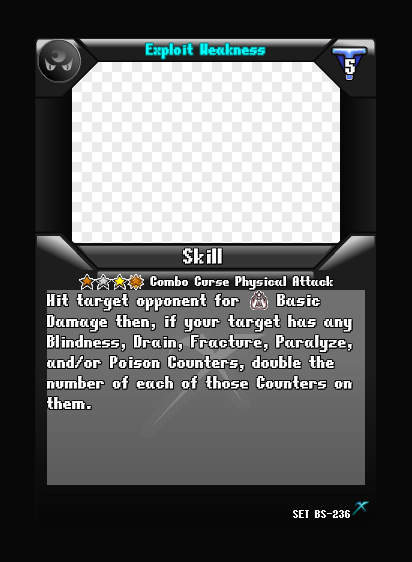 Exploit Weakness
5
Skill
Combo Curse Physical Attack
Hit target opponent for Basic
Damage then, if your target has any
Blindness, Drain, Fracture, Paralyze,
and/or Poison Counters, double the
number of each of those Counters on
them.
SET BS-236